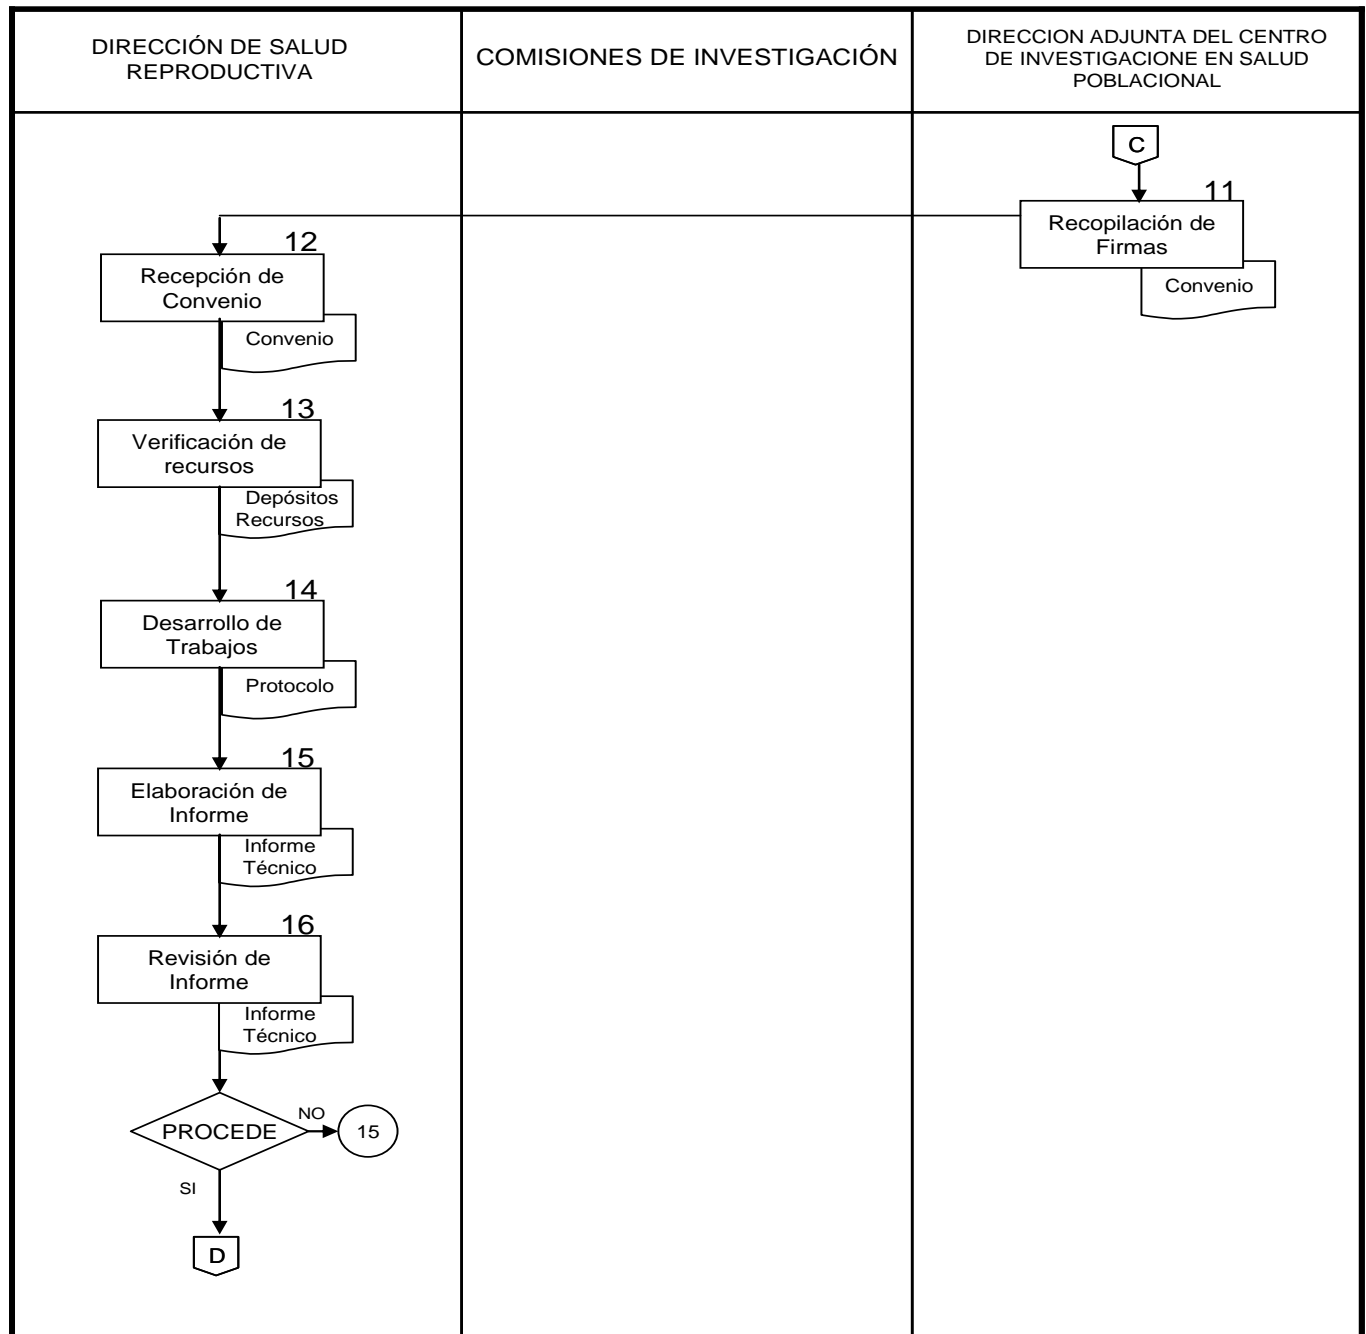 DIRECCIÓN DE SALUD
REPRODUCTIVA
COMISIONES DE INVESTIGACIÓN
DIRECCION ADJUNTA DEL CENTRO
DE INVESTIGACIONE EN SALUD
POBLACIONAL
C
11
Recopilación de
Firmas
Convenio
12
Recepción de
Convenio
Convenio
13
Verificación de
recursos
Depósitos
Recursos
14
Desarrollo de
Trabajos
Protocolo
15
Elaboración de
Informe
Informe
Técnico
16
Revisión de
Informe
Informe
Técnico
PROCEDE
NO
15
SI
D